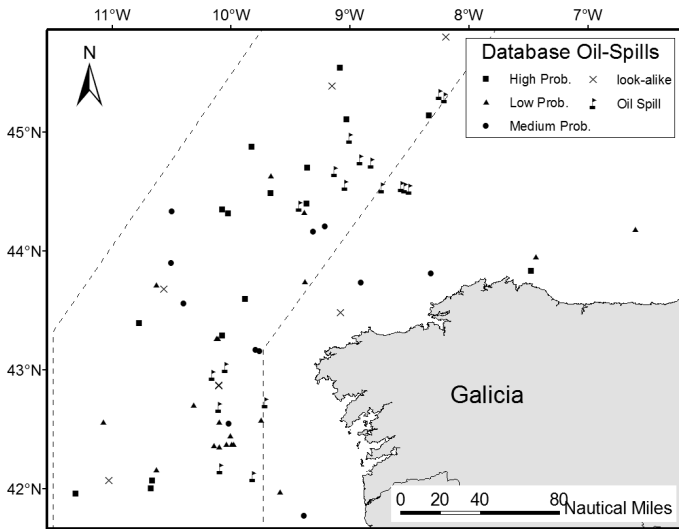 11°W 10°W 9°W 8°W 7°W
N
Database Oil-Spills
High Prob. look-alike
Low Prob. Oil Spill
Medium Prob.
45°N
44°N
43°N
42°N
Galicia
0 20 40 80
Nautical Miles